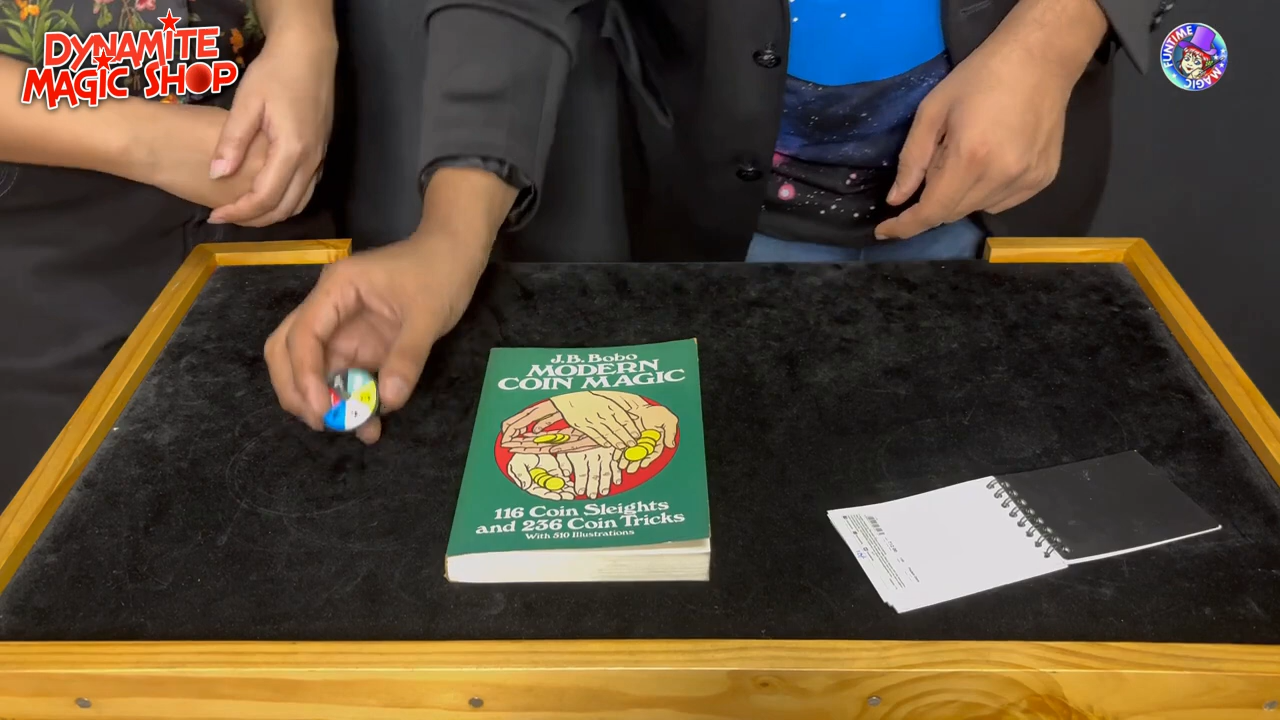 DYNAMITE
MAGIC SHOP
FUNTIME
MAGIC
J.B. Bobo
MODERN
COIN MAGIC
116 Coin Sleights
and 236 Coin Tricks
With 510 Illustrations